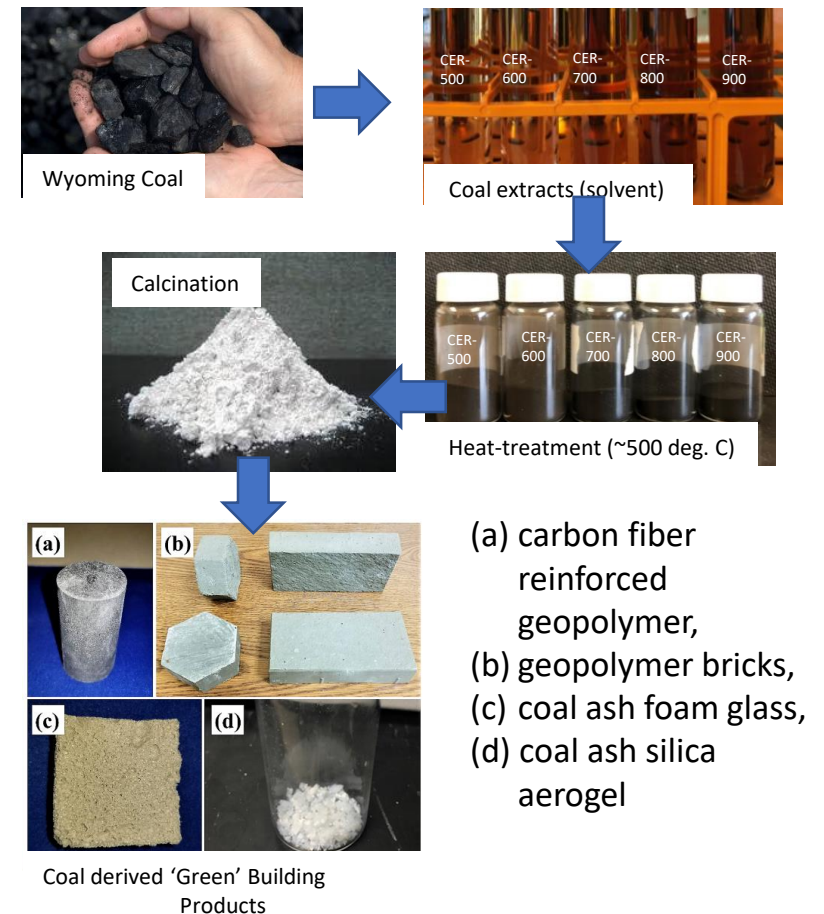 Wyoming Coal
CER-
500
CER-
600
CER-
700
CER-
800
CER-
900
Coal extracts (solvent)
Calcination
CER-
500
CER-
600
CER-
700
CER-
800
CER-
900
Heat-treatment (~500 deg. C)
(a)
(b)
(c)
(d)
Coal derived ‘Green’ Building
Products
(a) carbon fiber
reinforced
geopolymer,
(b) geopolymer bricks,
(c) coal ash foam glass,
(d) coal ash silica
aerogel